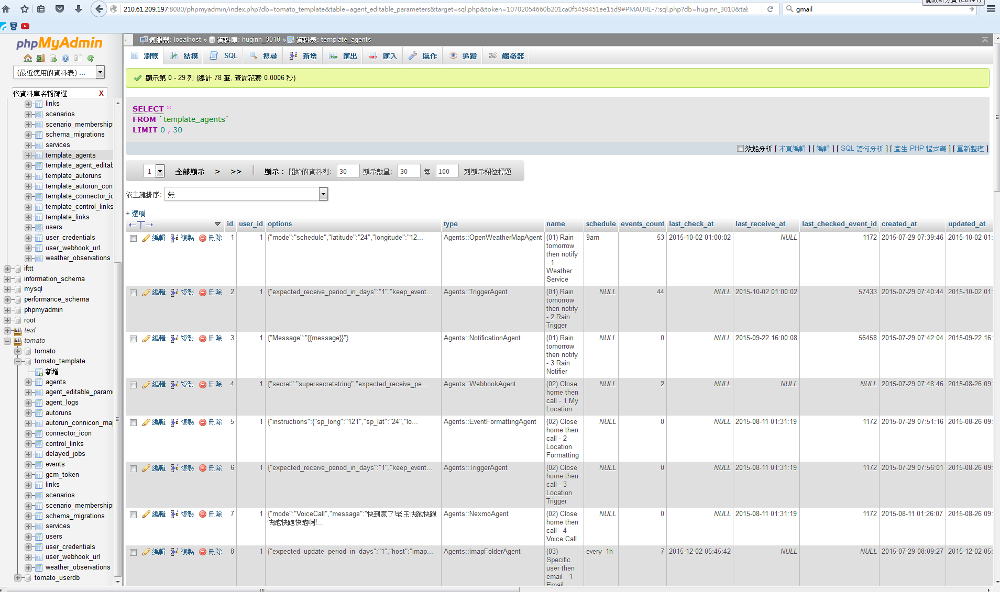 開啟新分頁 (Ctrl+T)
210.61.209.197:8080/phpmyadmin/index.php?db=tomato_template&table=agent_editable_parameters&target=sql.php&token=10702054660b201ca0f5459451ee15d9#PMAURL-7:sql.php?db=huginn_3010&tab
gmail
phpMyAdmin
(最近使用的資料表) ...
依資料庫名稱篩選 X
links
scenarios
scenario_memberships
schema_migrations
services
template_agents
template_agent_editab
template_autoruns
template_autorun_con
template_connector_ic
template_control_links
template_links
users
user_credentials
user_webhook_url
weather_observations
ifttt
information_schema
mysql
performance_schema
phpmyadmin
root
test
tomato
tomato
tomato_template
新增
agents
agent_editable_parame
agent_logs
autoruns
autorun_connicon_map
connector_icon
control_links
delayed_jobs
events
gcm_token
links
scenarios
scenario_memberships
schema_migrations
services
users
user_credentials
user_webhook_url
weather_observations
tomato_userdb
伺服器: localhost » 資料庫: huginn_3010 » 資料表: template_agents
瀏覽 結構 SQL 搜尋 新增 匯出 匯入 操作 追蹤 觸發器
顯示第 0 - 29 列 (總計 78 筆, 查詢花費 0.0006 秒)
SELECT *
FROM `template_agents`
LIMIT 0 , 30
效能分析 [ 本頁編輯 ] [ 編輯 ] [ SQL 語句分析 ] [ 產生 PHP 程式碼 ] [ 重新整理 ]
1 全部顯示 > >> | 顯示： 開始的資料列: 30 顯示數量: 30 每 100 列顯示欄位標題
依主鍵排序: 無
+ 選項
←T→ id user_id options type name schedule events_count last_check_at last_receive_at last_checked_event_id created_at updated_at
編輯 複製 刪除 1 1 {"mode":"schedule","latitude":"24","longitude":"12... Agents::OpenWeatherMapAgent (01) Rain 9am 53 2015-10-02 01:00:02 NULL 1172 2015-07-29 07:39:46 2015-10-02 01:
tomorrow
then notify
- 1
Weather
Service
編輯 複製 刪除 2 1 {"expected_receive_period_in_days":"1","keep_event... Agents::TriggerAgent (01) Rain NULL 44 NULL 2015-10-02 01:00:02 57433 2015-07-29 07:40:44 2015-10-02 01:
tomorrow
then notify
- 2 Rain
Trigger
編輯 複製 刪除 3 1 {"Message":"{{message}}"} Agents::NotificationAgent (01) Rain NULL 0 NULL 2015-09-22 16:00:08 56458 2015-07-29 07:42:04 2015-09-22 16:
tomorrow
then notify
- 3 Rain
Notifier
編輯 複製 刪除 4 1 {"secret":"supersecretstring","expected_receive_pe... Agents::WebhookAgent (02) Close NULL 2 NULL NULL NULL 2015-07-29 07:48:46 2015-08-26 09:
home then
call - 1 My
Location
編輯 複製 刪除 5 1 {"instructions":{"sp_long":"121","sp_lat":"24","lo... Agents::EventFormattingAgent (02) Close NULL 0 NULL 2015-08-11 01:31:19 1172 2015-07-29 07:51:16 2015-08-26 09:
home then
call - 2
Location
Formatting
編輯 複製 刪除 6 1 {"expected_receive_period_in_days":"1","keep_event... Agents::TriggerAgent (02) Close NULL 0 NULL 2015-08-11 01:31:19 1172 2015-07-29 07:56:01 2015-08-26 09:
home then
call - 3
Location
Trigger
編輯 複製 刪除 7 1 {"mode":"VoiceCall","message":"快到家了!老王快跑快跑 Agents::NexmoAgent (02) Close NULL 0 NULL 2015-08-11 01:31:19 1172 2015-08-11 01:26:07 2015-08-26 09:
快跑快跑快跑啊!... home then
call - 4
Voice Call
編輯 複製 刪除 8 1 {"expected_update_period_in_days":"1","host":"imap... Agents::ImapFolderAgent (03) every_1h 7 2015-12-02 05:45:42 NULL NULL 2015-07-29 08:09:27 2015-12-02 05:
Specific
user then
email - 1
Email